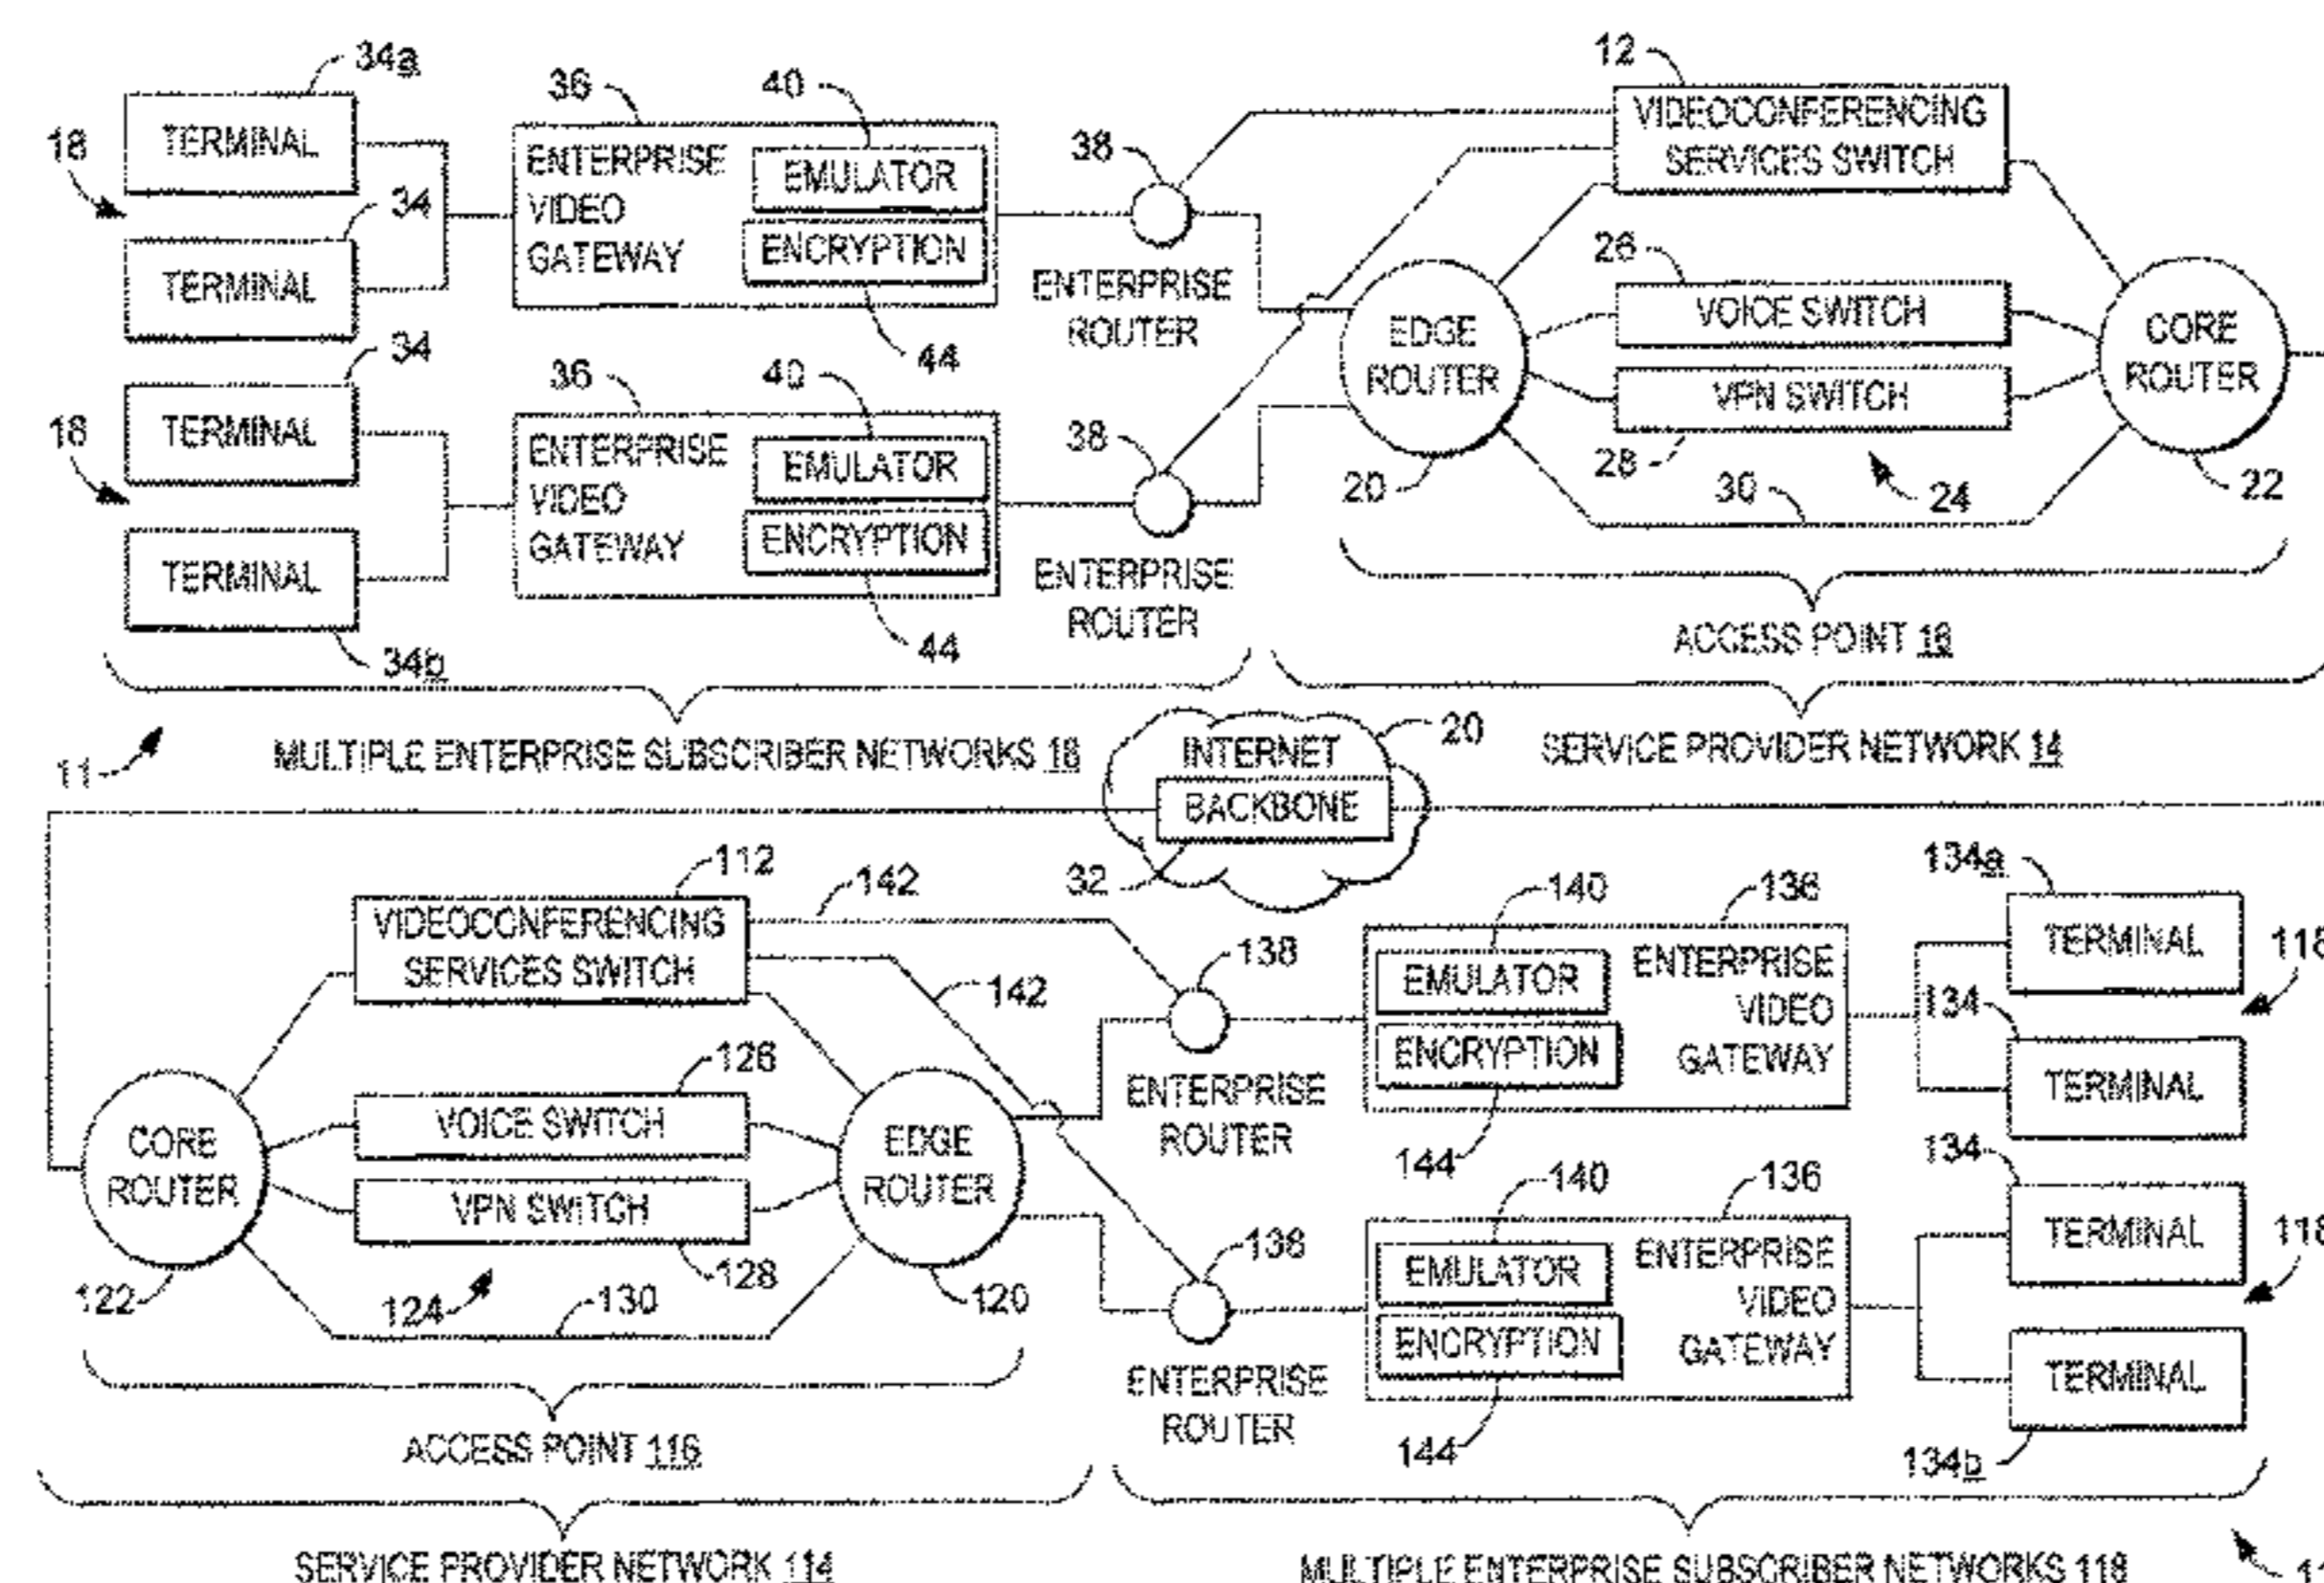 34a
12
36
40
TERMINAL
VIDEOCONFERENCING
SERVICES SWITCH
18
ENTERPRISE
VIDEO
GATEWAY
EMULATOR
38
34
ENCRYPTION
26
TERMINAL
ENTERPRISE
ROUTER
VOICE SWITCH
EDGE
ROUTER
CORE
ROUTER
34
44
36
40
VPN SWITCH
18
TERMINAL
ENTERPRISE
VIDEO
GATEWAY
EMULATOR
38
28
20
30
24
22
ENCRYPTION
TERMINAL
ENTERPRISE
ROUTER
34b
44
ACCESS POINT 16
11
MULTIPLE ENTERPRISE SUBSCRIBER NETWORKS 18
INTERNET
20
SERVICE PROVIDER NETWORK 14
BACKBONE
32
112
142
140
136
134a
VIDEOCONFERENCING
SERVICES SWITCH
142
138
EMULATOR
ENTERPRISE
VIDEO
GATEWAY
TERMINAL
118
134
126
ENCRYPTION
TERMINAL
CORE
ROUTER
VOICE SWITCH
EDGE
ROUTER
ENTERPRISE
ROUTER
144
140
136
134
VPN SWITCH
138
EMULATOR
ENTERPRISE
VIDEO
GATEWAY
TERMINAL
118
122
124
130
128
120
ENCRYPTION
TERMINAL
ENTERPRISE
ROUTER
144
134b
ACCESS POINT 116
SERVICE PROVIDER NETWORK 114
MULTIPLE ENTERPRISE SUBSCRIBER NETWORKS 118